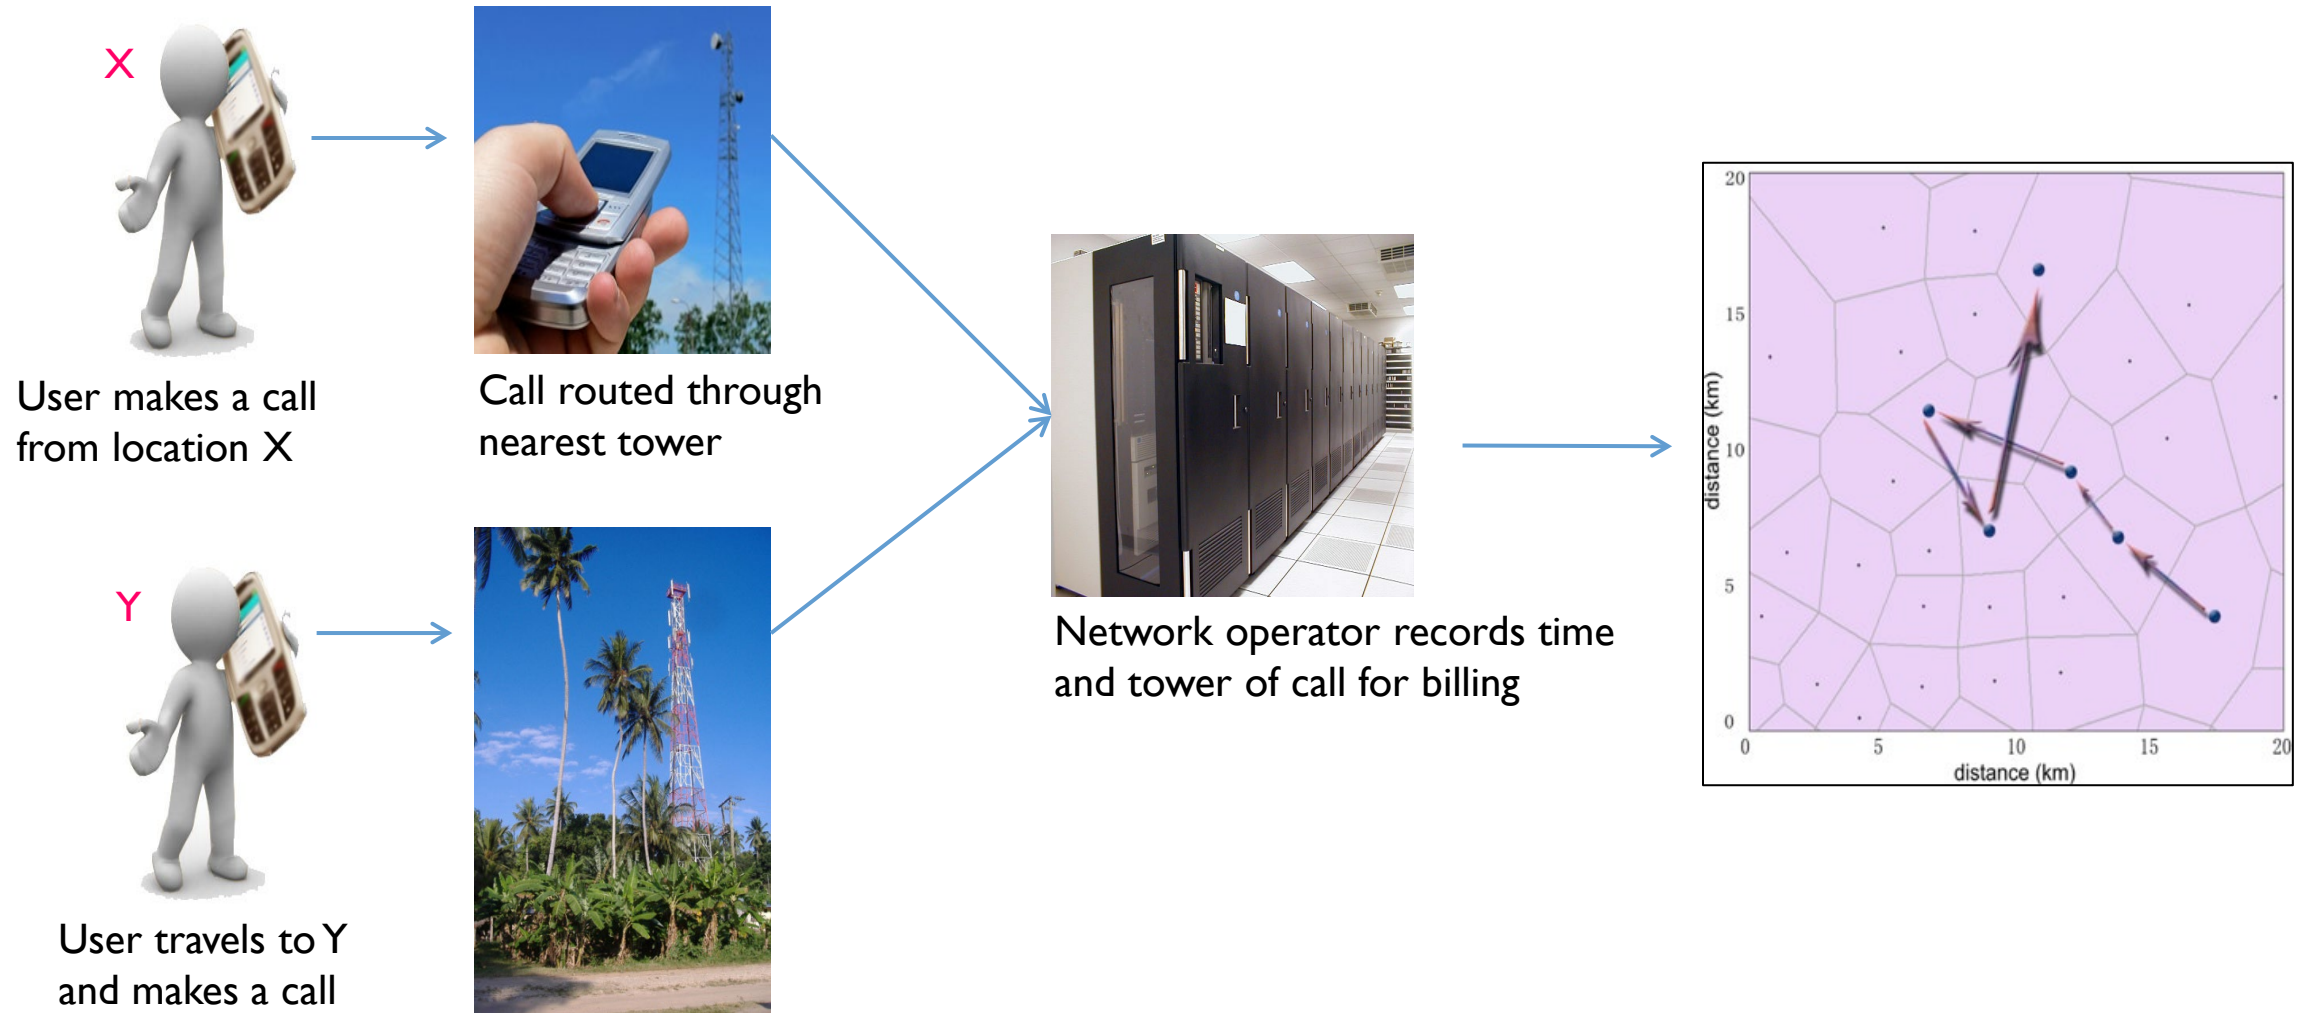 X
User makes a call
from location X
Call routed through
nearest tower
Y
User travels to Y
and makes a call
Network operator records time
and tower of call for billing
20
15
10
5
0
distance (km)
0 5 10 15 20
distance (km)